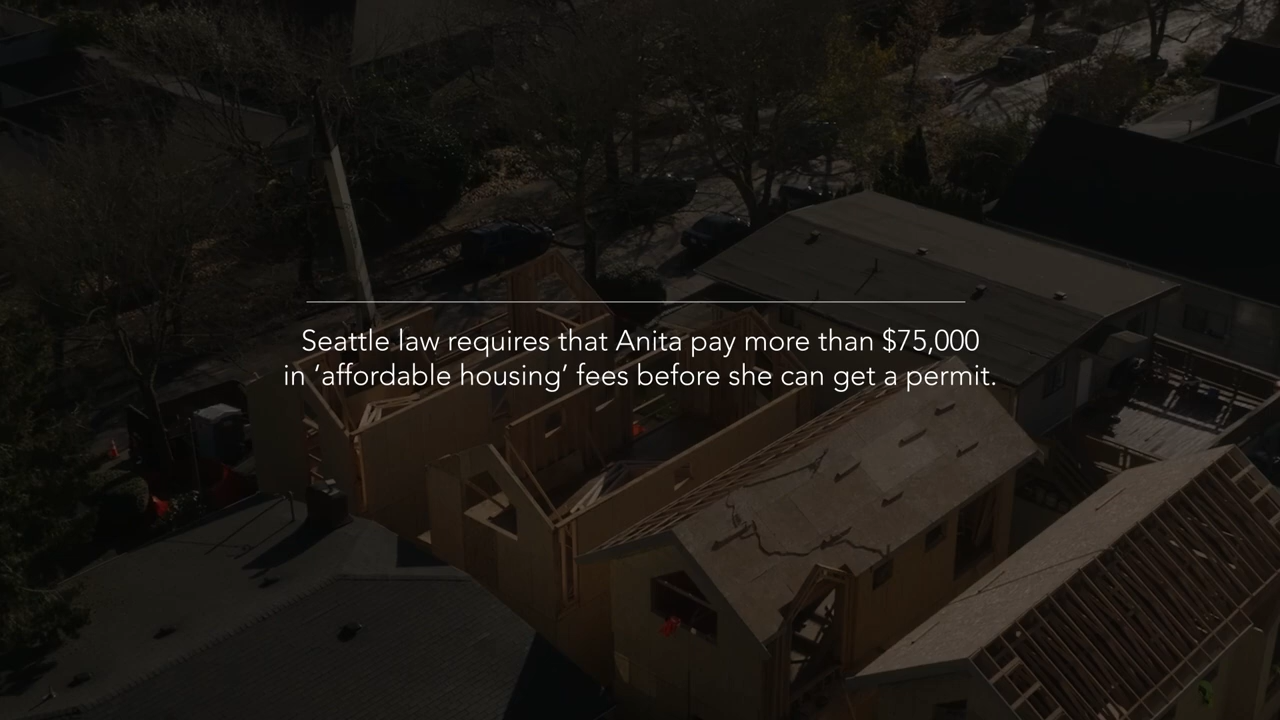 Seattle law requires that Anita pay more than $75,000
in ‘affordable housing’ fees before she can get a permit.